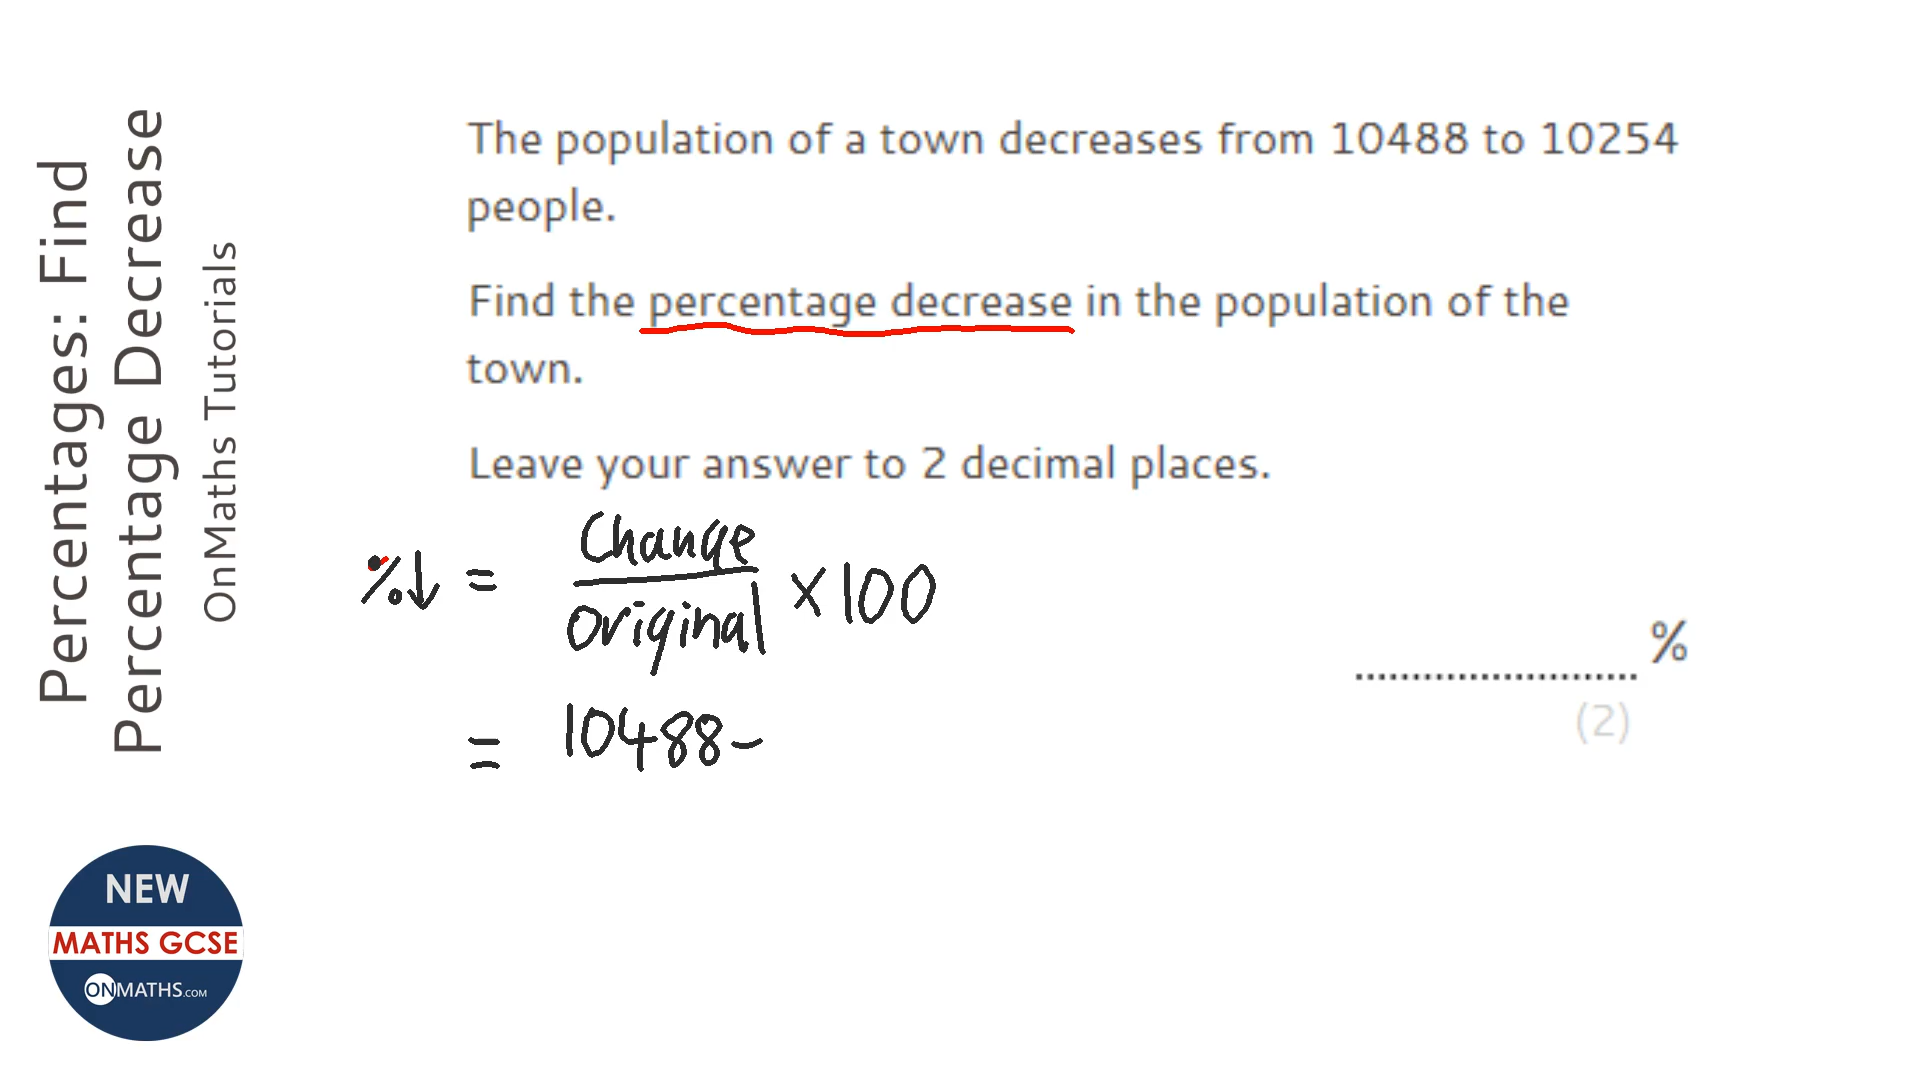 Percentages: Find
Percentage Decrease
OnMaths Tutorials
The population of a town decreases from 10488 to 10254
people.
Find the percentage decrease in the population of the
town.
Leave your answer to 2 decimal places.
%↓ = Change / Original × 100
= 10488 –
.......................... %
(2)
NEW
MATHS GCSE
ONMATHS.COM